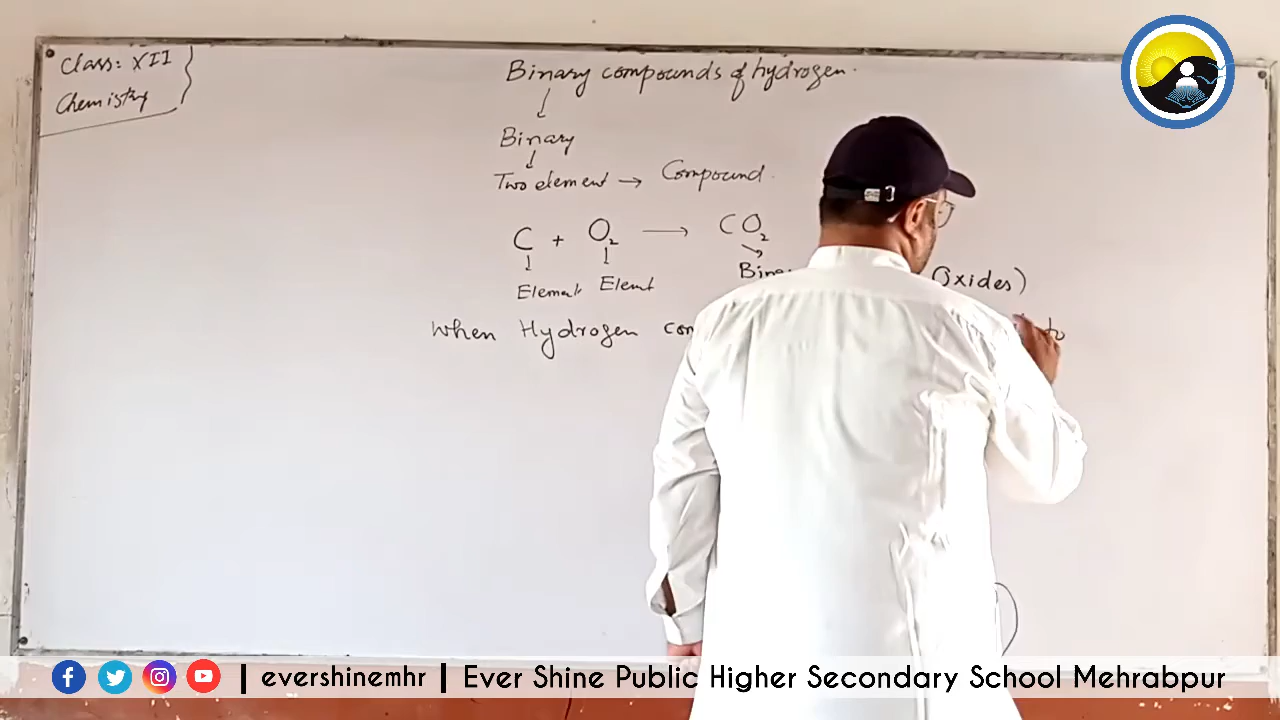 Class: XII
Chemistry
Binary compounds of hydrogen.
Binary
Two element → Compound.
C + O₂ → CO₂
Element Elemt (Oxides)
When Hydrogen to
| evershinemhr | Ever Shine Public Higher Secondary School Mehrabpur